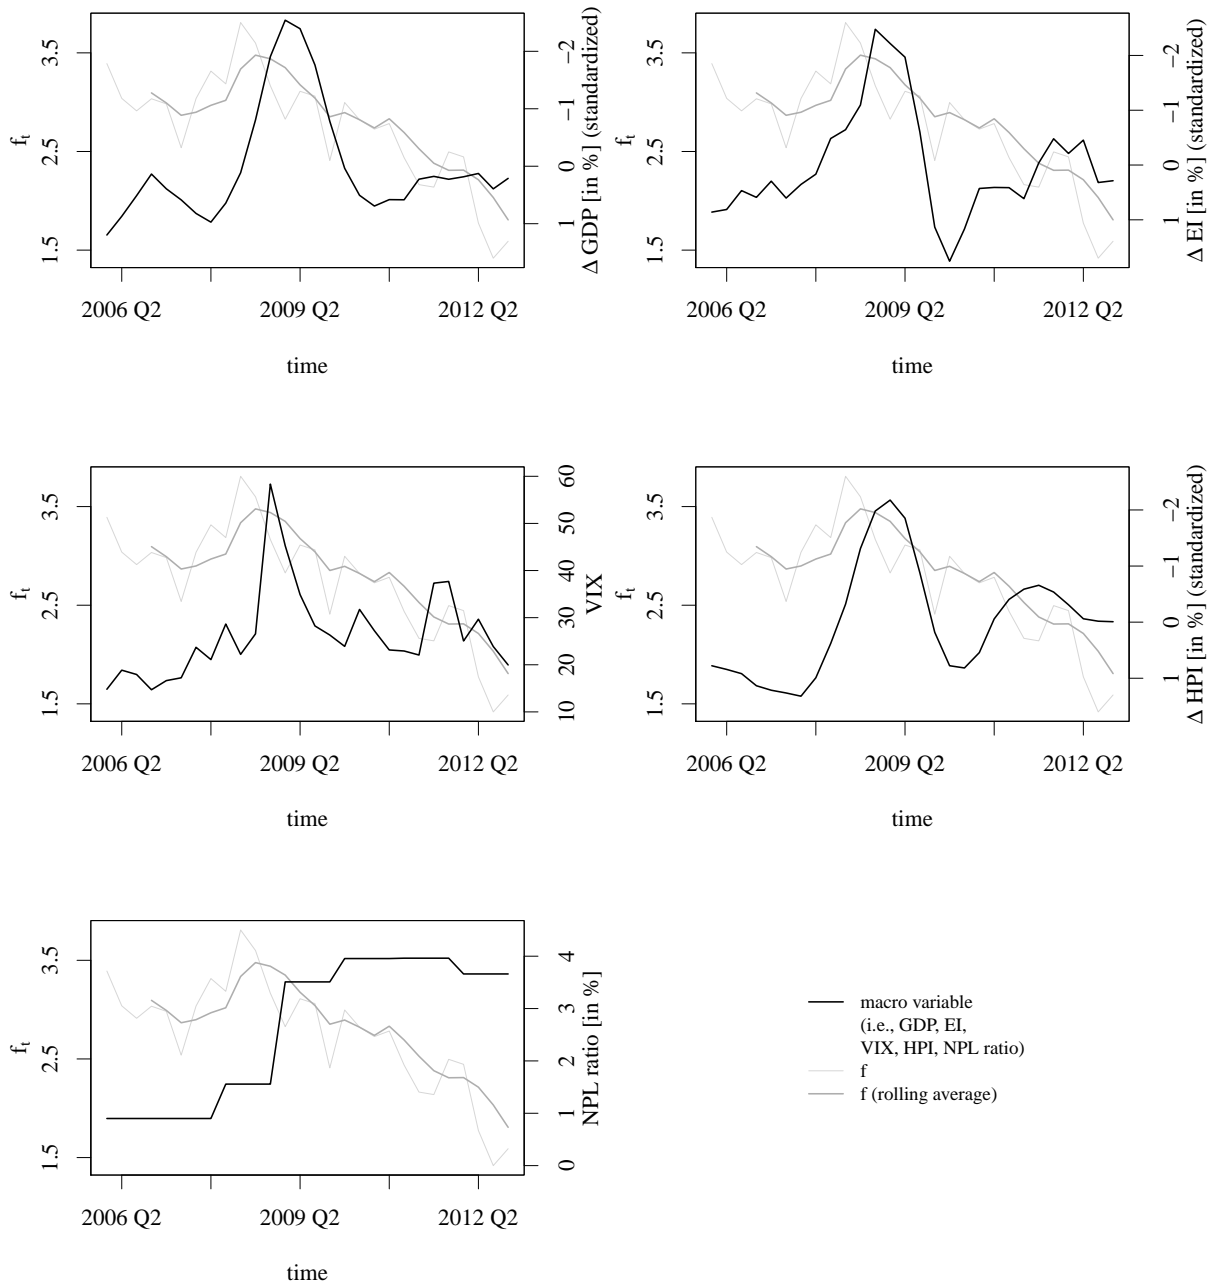 3.5
2.5
1.5
f_t
−2
−1
0
1
Δ GDP [in %] (standardized)
2006 Q2
2009 Q2
2012 Q2
time
3.5
2.5
1.5
f_t
−2
−1
0
1
Δ EI [in %] (standardized)
2006 Q2
2009 Q2
2012 Q2
time
3.5
2.5
1.5
f_t
60
50
40
30
20
10
VIX
2006 Q2
2009 Q2
2012 Q2
time
3.5
2.5
1.5
f_t
−2
−1
0
1
Δ HPI [in %] (standardized)
2006 Q2
2009 Q2
2012 Q2
time
3.5
2.5
1.5
f_t
4
3
2
1
0
NPL ratio [in %]
2006 Q2
2009 Q2
2012 Q2
time
macro variable
(i.e., GDP, EI,
VIX, HPI, NPL ratio)
f
f (rolling average)